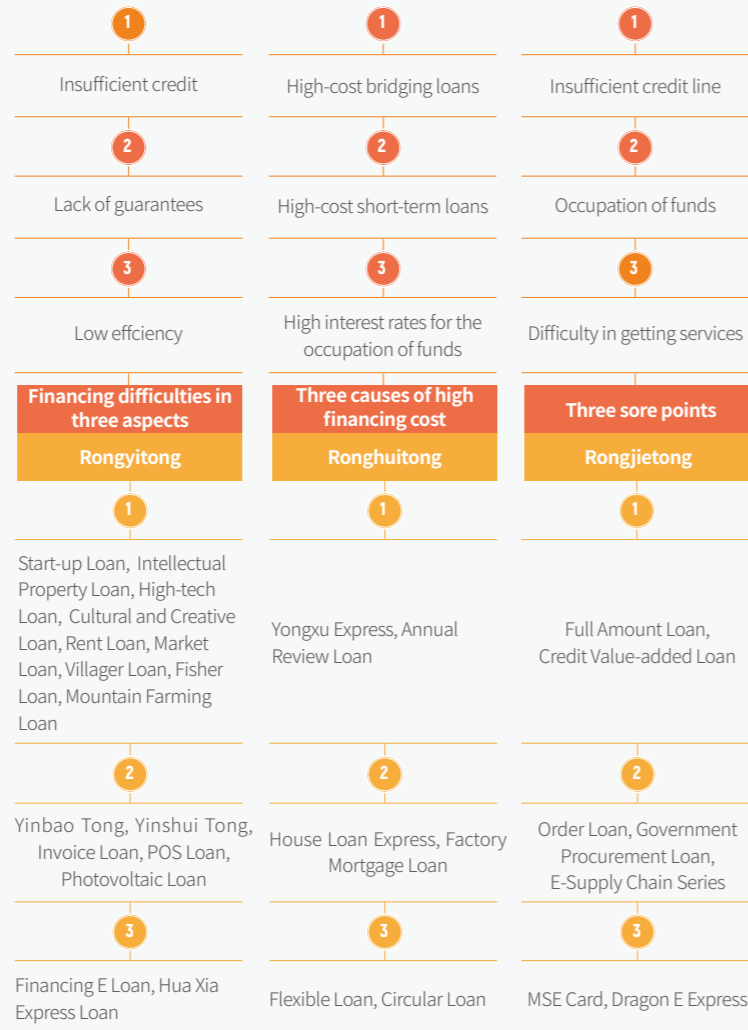 1
Insufficient credit
2
Lack of guarantees
3
Low effciency
Financing difficulties in
three aspects
Rongyitong
1
Start-up Loan, Intellectual
Property Loan, High-tech
Loan, Cultural and Creative
Loan, Rent Loan, Market
Loan, Villager Loan, Fisher
Loan, Mountain Farming
Loan
2
Yinbao Tong, Yinshui Tong,
Invoice Loan, POS Loan,
Photovoltaic Loan
3
Financing E Loan, Hua Xia
Express Loan
1
High-cost bridging loans
2
High-cost short-term loans
3
High interest rates for the
occupation of funds
Three causes of high
financing cost
Ronghuitong
1
Yongxu Express, Annual
Review Loan
2
House Loan Express, Factory
Mortgage Loan
3
Flexible Loan, Circular Loan
1
Insufficient credit line
2
Occupation of funds
3
Difficulty in getting services
Three sore points
Rongjietong
1
Full Amount Loan,
Credit Value-added Loan
2
Order Loan, Government
Procurement Loan,
E-Supply Chain Series
3
MSE Card, Dragon E Express